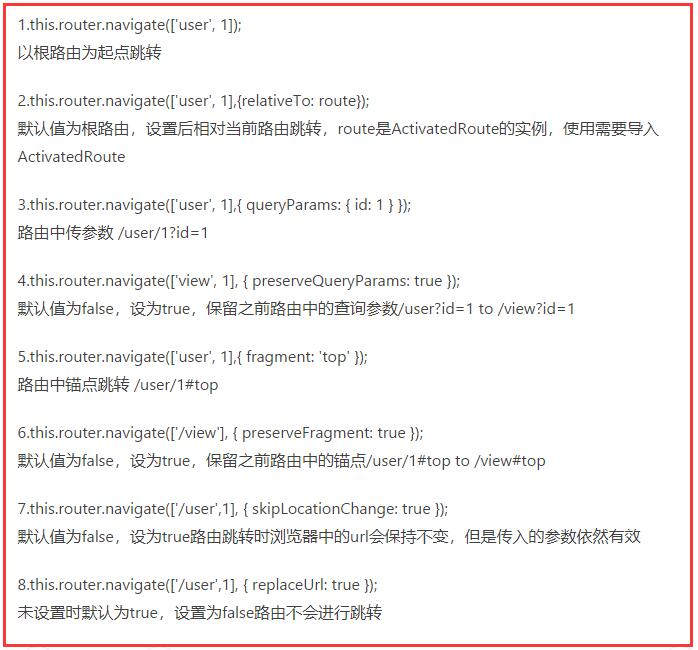 1.this.router.navigate(['user', 1]);
以根路由为起点跳转
2.this.router.navigate(['user', 1],{relativeTo: route});
默认值为根路由，设置后相对当前路由跳转，route是ActivatedRoute的实例，使用需要导入
ActivatedRoute
3.this.router.navigate(['user', 1],{ queryParams: { id: 1 } });
路由中传参数 /user/1?id=1
4.this.router.navigate(['view', 1], { preserveQueryParams: true });
默认值为false，设为true，保留之前路由中的查询参数/user?id=1 to /view?id=1
5.this.router.navigate(['user', 1],{ fragment: 'top' });
路由中锚点跳转 /user/1#top
6.this.router.navigate(['/view'], { preserveFragment: true });
默认值为false，设为true，保留之前路由中的锚点/user/1#top to /view#top
7.this.router.navigate(['/user',1], { skipLocationChange: true });
默认值为false，设为true路由跳转时浏览器中的url会保持不变，但是传入的参数依然有效
8.this.router.navigate(['/user',1], { replaceUrl: true });
未设置时默认为true，设置为false路由不会进行跳转